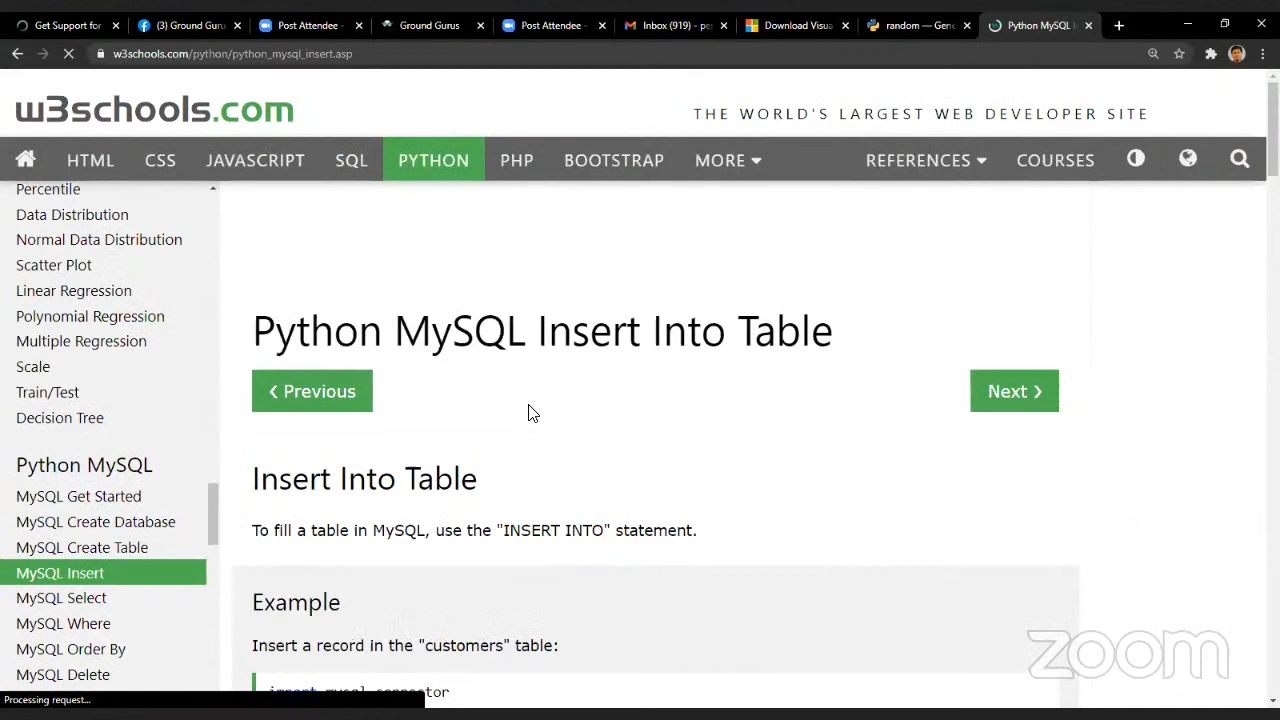 Get Support for
(3) Ground Guru
Post Attendee -
Ground Gurus
Post Attendee -
Inbox (919) - p
Download Visua
random — Gene
Python MySQL I
w3schools.com/python/python_mysql_insert.asp
w3schools.com
THE WORLD'S LARGEST WEB DEVELOPER SITE
HTML CSS JAVASCRIPT SQL PYTHON PHP BOOTSTRAP MORE REFERENCES COURSES
Percentile
Data Distribution
Normal Data Distribution
Scatter Plot
Linear Regression
Polynomial Regression
Multiple Regression
Scale
Train/Test
Decision Tree
Python MySQL
MySQL Get Started
MySQL Create Database
MySQL Create Table
MySQL Insert
MySQL Select
MySQL Where
MySQL Order By
MySQL Delete
Processing request...
Python MySQL Insert Into Table
❮ Previous
Next ❯
Insert Into Table
To fill a table in MySQL, use the "INSERT INTO" statement.
Example
Insert a record in the "customers" table:
import mysql.connector
zoom